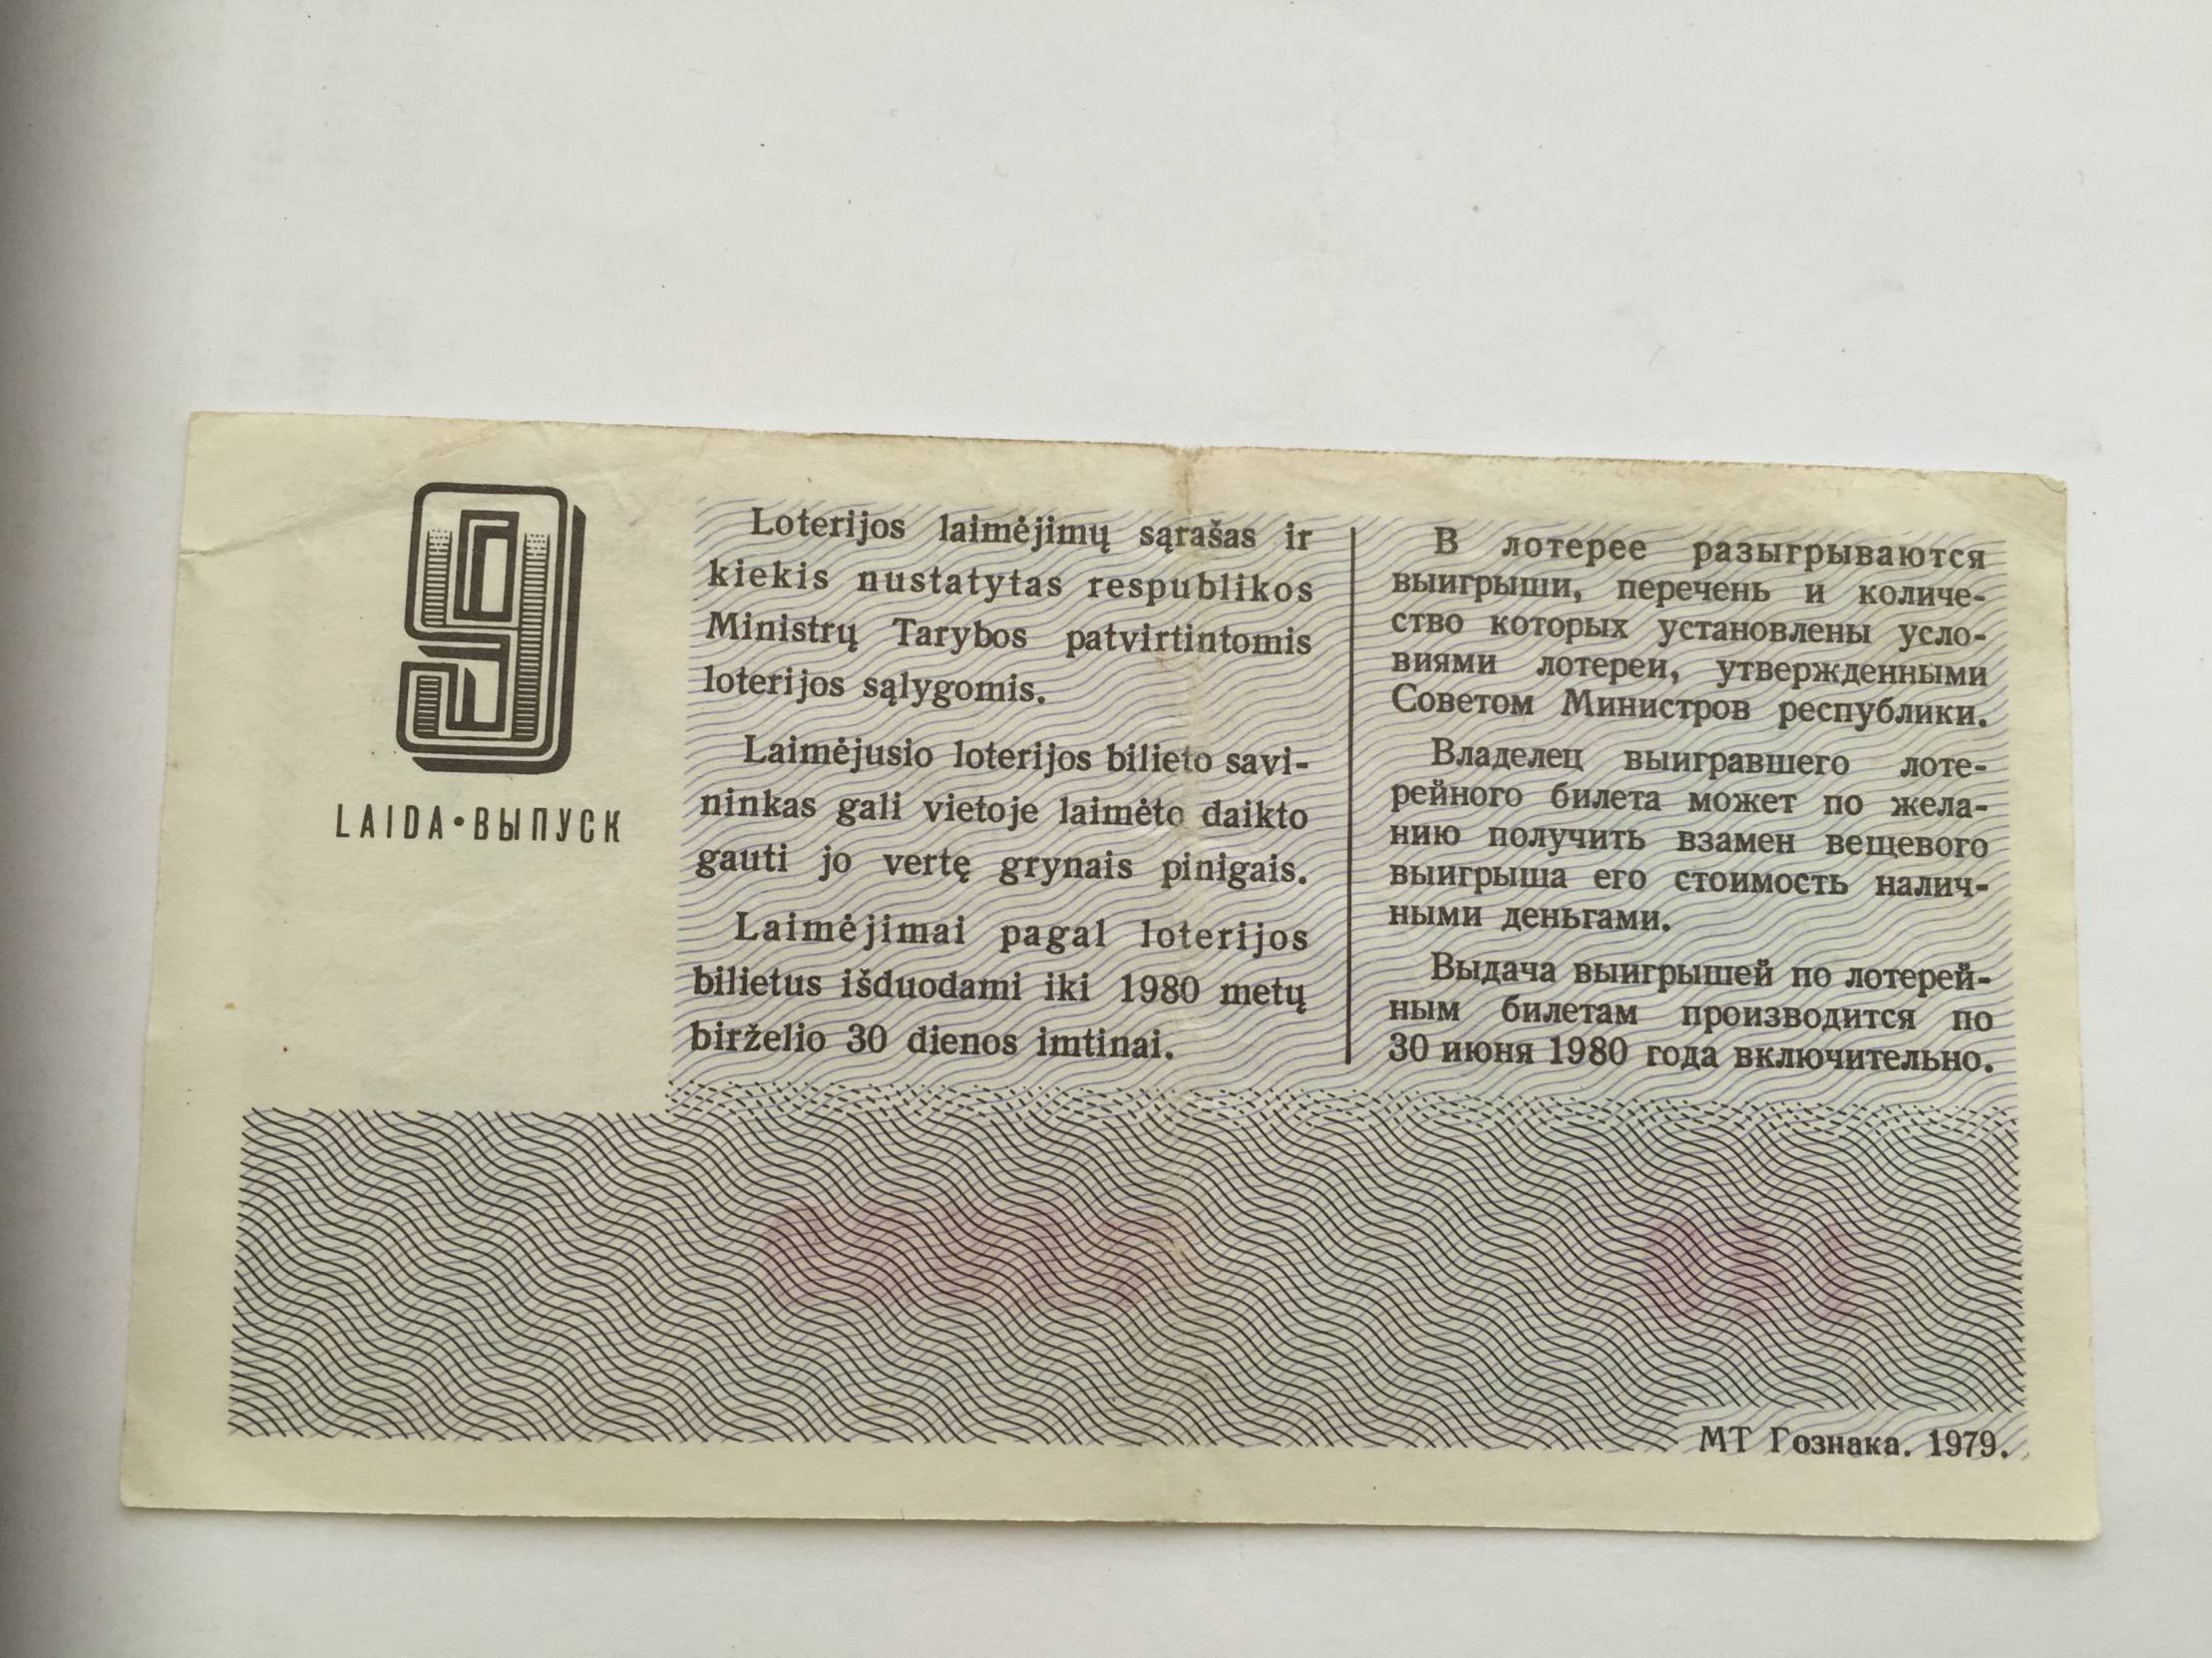 9
LAIDA • ВЫПУСК
Loterijos laimėjimų sąrašas ir
kiekis nustatytas respublikos
Ministrų Tarybos patvirtintomis
loterijos sąlygomis.
Laimėjusio loterijos bilieto savi-
ninkas gali vietoje laimėto daikto
gauti jo vertę grynais pinigais.
Laimėjimai pagal loterijos
bilietus išduodami iki 1980 metų
birželio 30 dienos imtinai.
В лотерее разыгрываются
выигрыши, перечень и количе-
ство которых установлены усло-
виями лотереи, утвержденными
Советом Министров республики.
Владелец выигравшего лоте-
рейного билета может по жела-
нию получить взамен вещевого
выигрыша его стоимость налич-
ными деньгами.
Выдача выигрышей по лотерей-
ным билетам производится по
30 июня 1980 года включительно.
МТ Гознака. 1979.